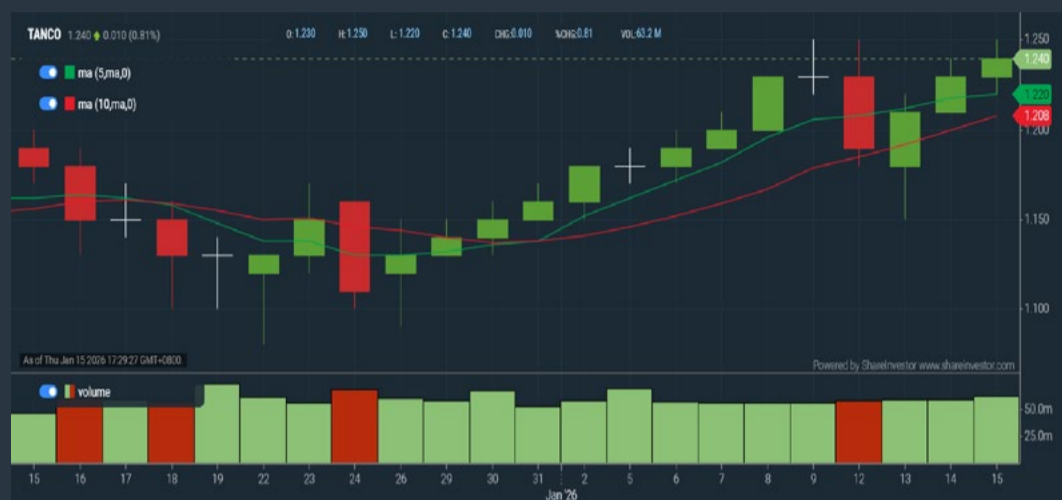 TANCO 1.240 0.010 (0.81%) O: 1.230 H: 1.250 L: 1.220 C: 1.240 CHG:0.010 %CHG:0.81 VOL:63.2 M
ma (5,ma,0)
ma (10,ma,0)
1.250
1.240
1.220
1.208
1.200
1.150
1.100
As of Thu Jan 15 2026 17:29:27 GMT+0800
Powered by ShareInvestor www.shareinvestor.com
volume
50.0m
25.0m
15 16 17 18 19 22 23 24 26 29 30 31 2 5 6 7 8 9 12 13 14 15
Jan '26